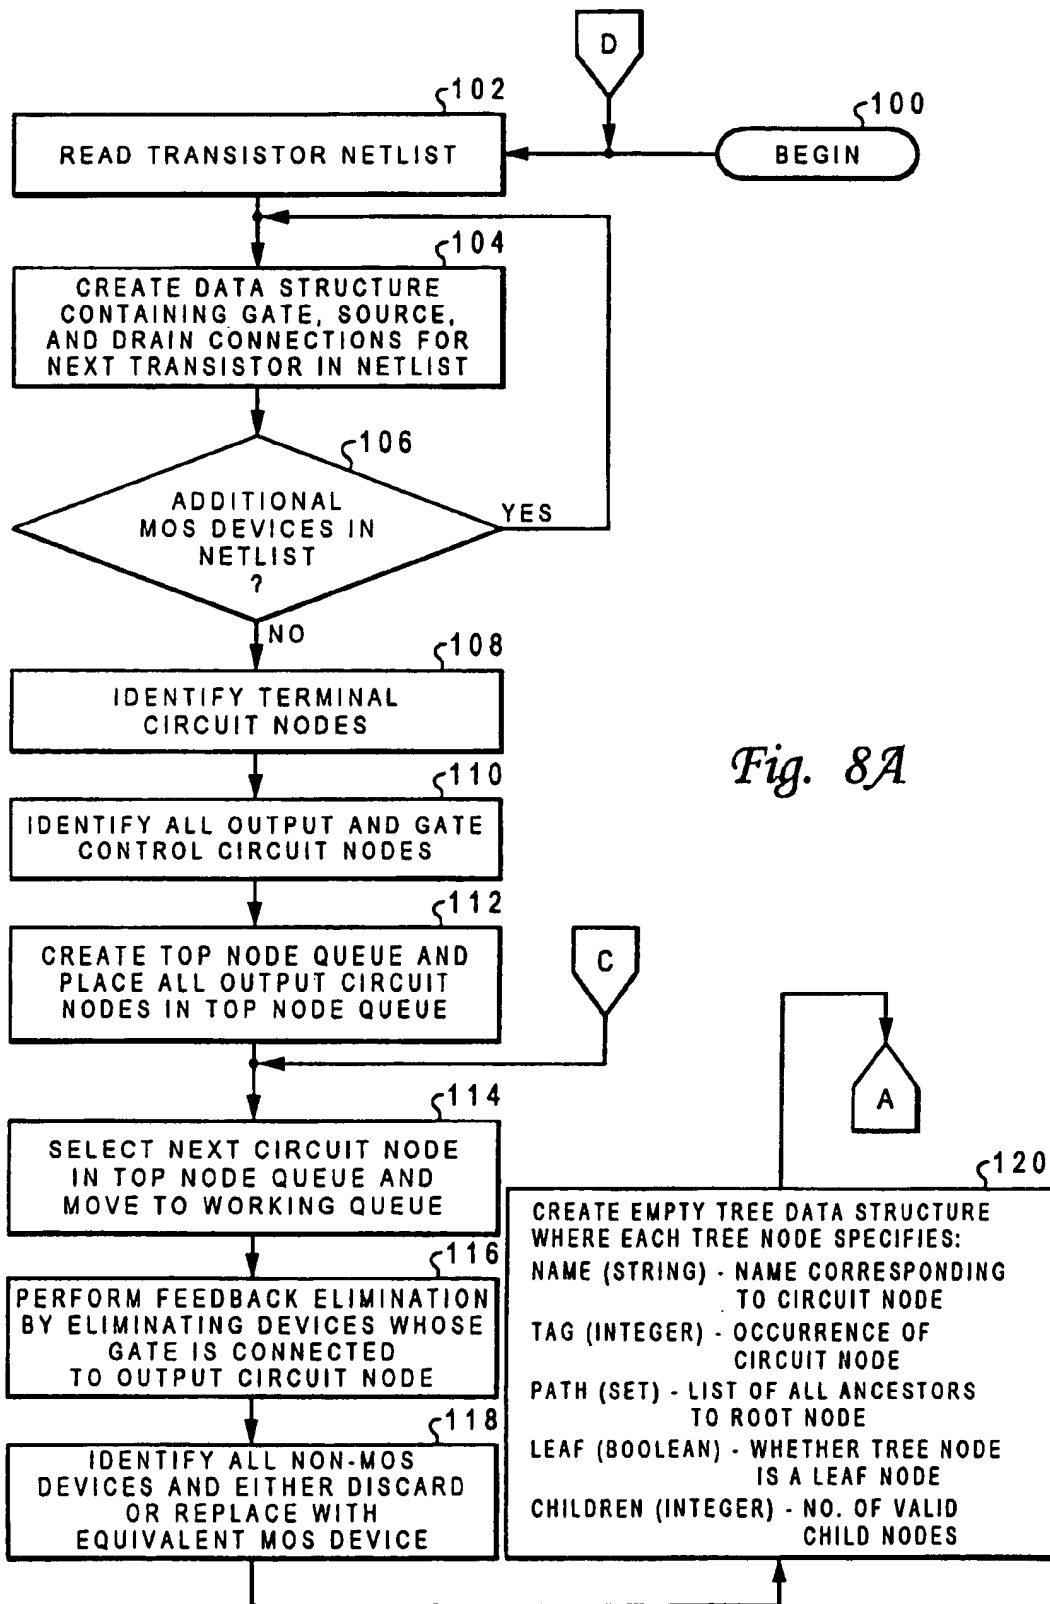 D
102
100
READ TRANSISTOR NETLIST
BEGIN
104
CREATE DATA STRUCTURE
CONTAINING GATE, SOURCE,
AND DRAIN CONNECTIONS FOR
NEXT TRANSISTOR IN NETLIST
106
ADDITIONAL
MOS DEVICES IN
NETLIST
?
YES
NO
108
IDENTIFY TERMINAL
CIRCUIT NODES
Fig. 8A
110
IDENTIFY ALL OUTPUT AND GATE
CONTROL CIRCUIT NODES
112
CREATE TOP NODE QUEUE AND
PLACE ALL OUTPUT CIRCUIT
NODES IN TOP NODE QUEUE
C
114
SELECT NEXT CIRCUIT NODE
IN TOP NODE QUEUE AND
MOVE TO WORKING QUEUE
A
116
PERFORM FEEDBACK ELIMINATION
BY ELIMINATING DEVICES WHOSE
GATE IS CONNECTED
TO OUTPUT CIRCUIT NODE
118
IDENTIFY ALL NON-MOS
DEVICES AND EITHER DISCARD
OR REPLACE WITH
EQUIVALENT MOS DEVICE
120
CREATE EMPTY TREE DATA STRUCTURE
WHERE EACH TREE NODE SPECIFIES:
NAME (STRING) - NAME CORRESPONDING
TO CIRCUIT NODE
TAG (INTEGER) - OCCURRENCE OF
CIRCUIT NODE
PATH (SET) - LIST OF ALL ANCESTORS
TO ROOT NODE
LEAF (BOOLEAN) - WHETHER TREE NODE
IS A LEAF NODE
CHILDREN (INTEGER) - NO. OF VALID
CHILD NODES